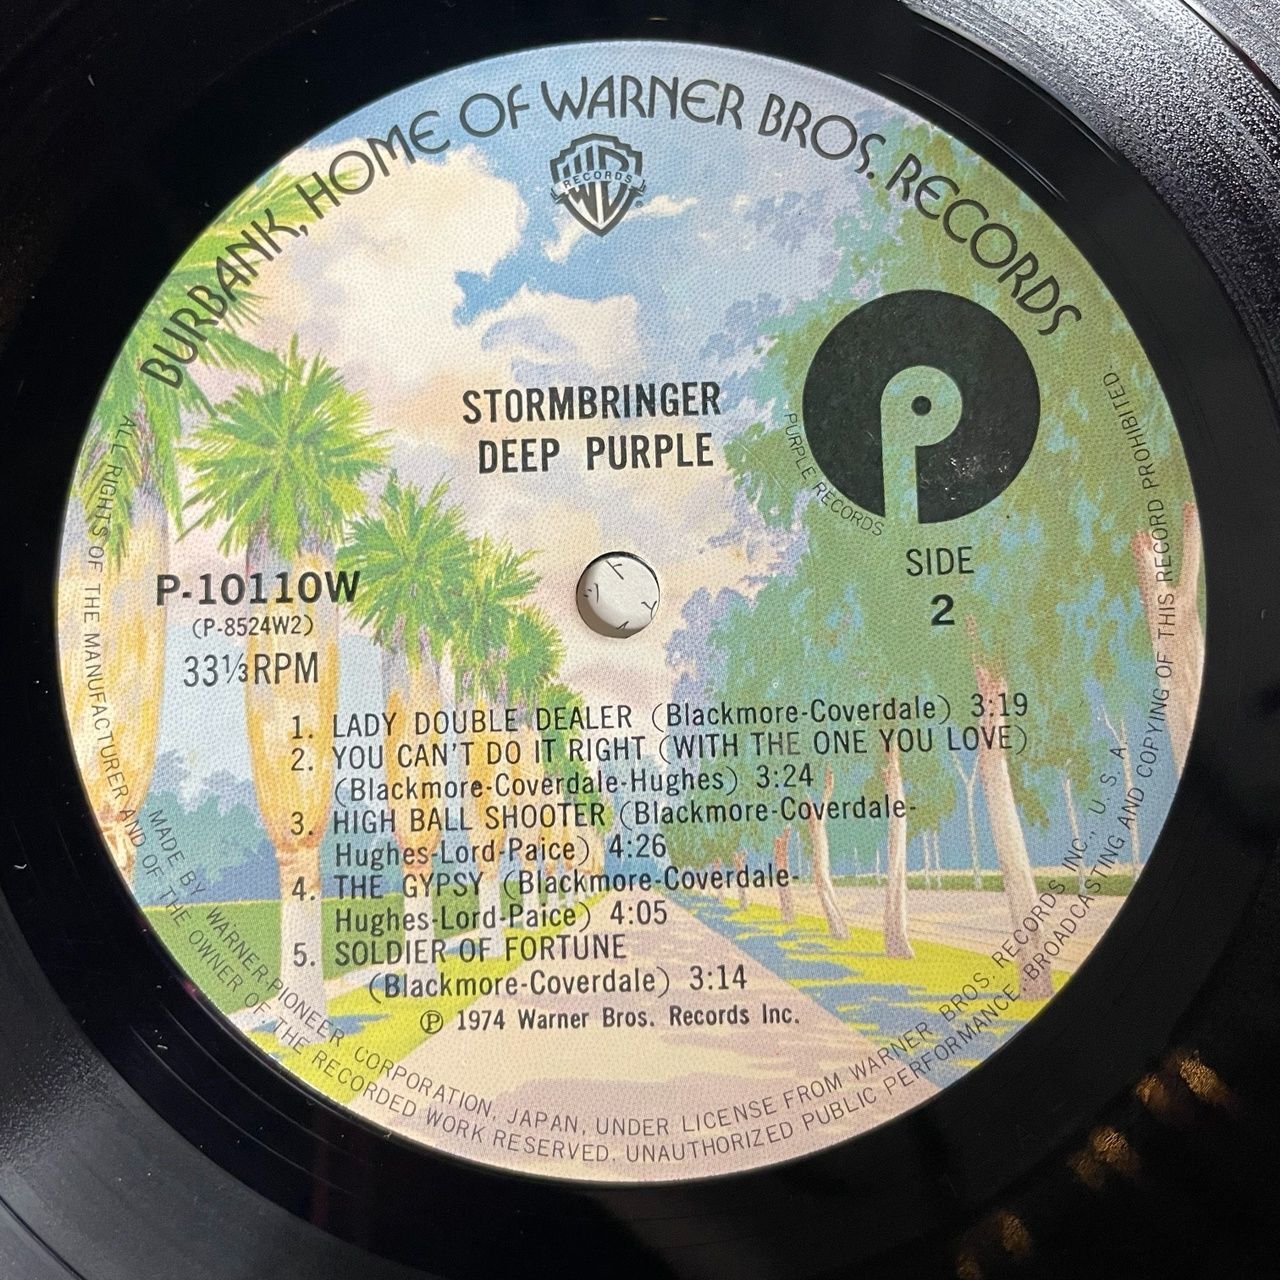 BURBANK, HOME OF WARNER BROS. RECORDS
W RECORDS
STORMBRINGER
DEEP PURPLE
P
PURPLE RECORDS
SIDE
2
P-10110W
(P-8524W2)
33⅓ RPM
1. LADY DOUBLE DEALER (Blackmore-Coverdale) 3:19
2. YOU CAN'T DO IT RIGHT (WITH THE ONE YOU LOVE)
(Blackmore-Coverdale-Hughes) 3:24
3. HIGH BALL SHOOTER (Blackmore-Coverdale-
Hughes-Lord-Paice) 4:26
4. THE GYPSY (Blackmore-Coverdale-
Hughes-Lord-Paice) 4:05
5. SOLDIER OF FORTUNE
(Blackmore-Coverdale) 3:14
℗ 1974 Warner Bros. Records Inc.
MADE BY WARNER-PIONEER CORPORATION, JAPAN, UNDER LICENSE FROM WARNER BROS. RECORDS INC., U. S. A.
ALL RIGHTS OF THE MANUFACTURER AND OF THE OWNER OF THE RECORDED WORK RESERVED. UNAUTHORIZED PUBLIC PERFORMANCE, BROADCASTING AND COPYING OF THIS RECORD PROHIBITED